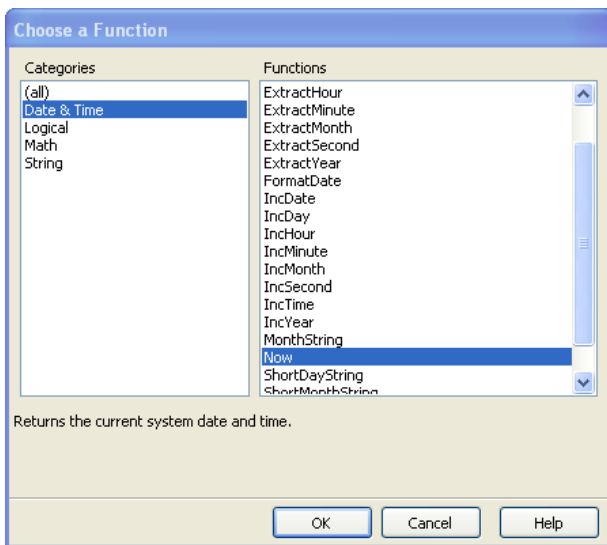 Choose a Function
Categories
(all)
Date & Time
Logical
Math
String
Functions
ExtractHour
ExtractMinute
ExtractMonth
ExtractSecond
ExtractYear
FormatDate
IncDate
IncDay
IncHour
IncMinute
IncMonth
IncSecond
IncTime
IncYear
MonthString
Now
ShortDayString
ShortMonthString
Returns the current system date and time.
OK
Cancel
Help